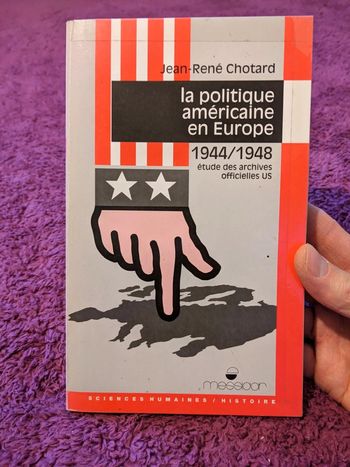 Jean-René Chotard
la politique
américaine
en Europe
1944/1948
étude des archives
officielles US
messidor
SCIENCES HUMAINES / HISTOIRE